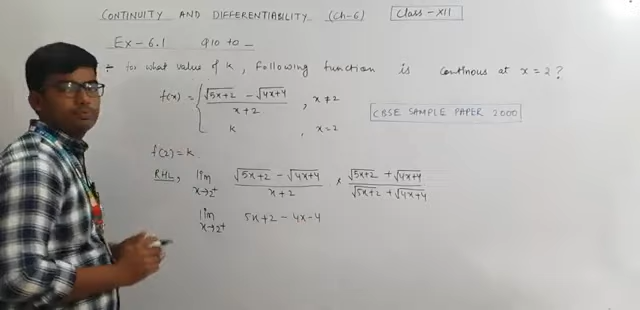 CONTINUITY AND DIFFERENTIABILITY (Ch-6) Class-XII
Ex-6.1 Q10 to _
÷ for what value of k, following function is continous at x=2?
f(x) = { (√5x+2 - √4x+4)/(x+2) , x≠2
k , x=2
CBSE SAMPLE PAPER 2000
f(2)=k
RHL, lim x→2⁺ (√5x+2 - √4x+4)/(x+2) × (√5x+2 + √4x+4)/(√5x+2 + √4x+4)
lim x→2⁺ 5x+2-4x-4